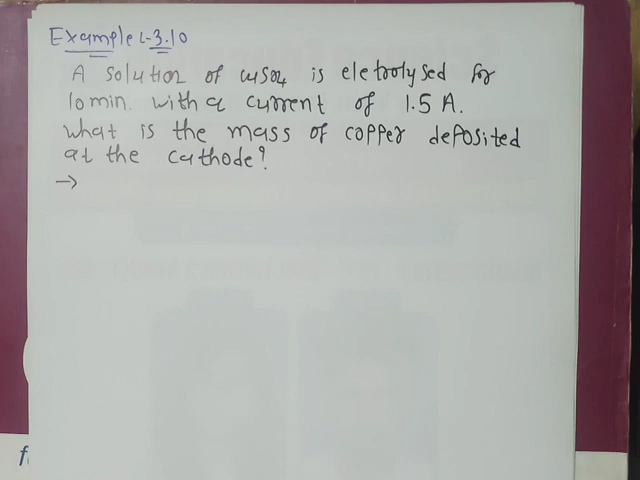 Example :- 3.10
A solution of CuSO4 is eletrolysed for
10 min. with a current of 1.5 A.
What is the mass of copper deposited
at the cathode?
→